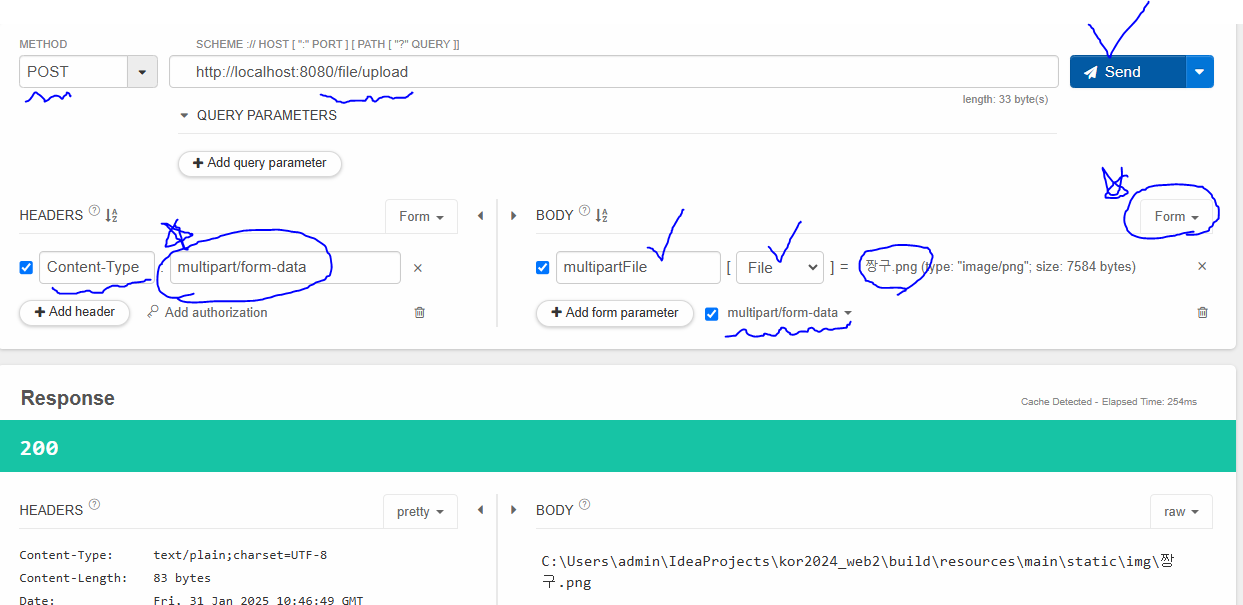 METHOD
SCHEME :// HOST [ ":" PORT ] [ PATH [ "?" QUERY ]]
POST
http://localhost:8080/file/upload
Send
length: 33 byte(s)
QUERY PARAMETERS
+ Add query parameter
HEADERS ? Form
Content-Type : multipart/form-data ×
+ Add header Add authorization
BODY ? Form
multipartFile [ File ] = 짱구.png (type: "image/png"; size: 7584 bytes) ×
+ Add form parameter multipart/form-data
Response
Cache Detected - Elapsed Time: 254ms
200
HEADERS ? pretty
Content-Type: text/plain;charset=UTF-8
Content-Length: 83 bytes
Date: Fri, 31 Jan 2025 10:46:49 GMT
BODY ? raw
C:\Users\admin\IdeaProjects\kor2024_web2\build\resources\main\static\img\짱
구.png